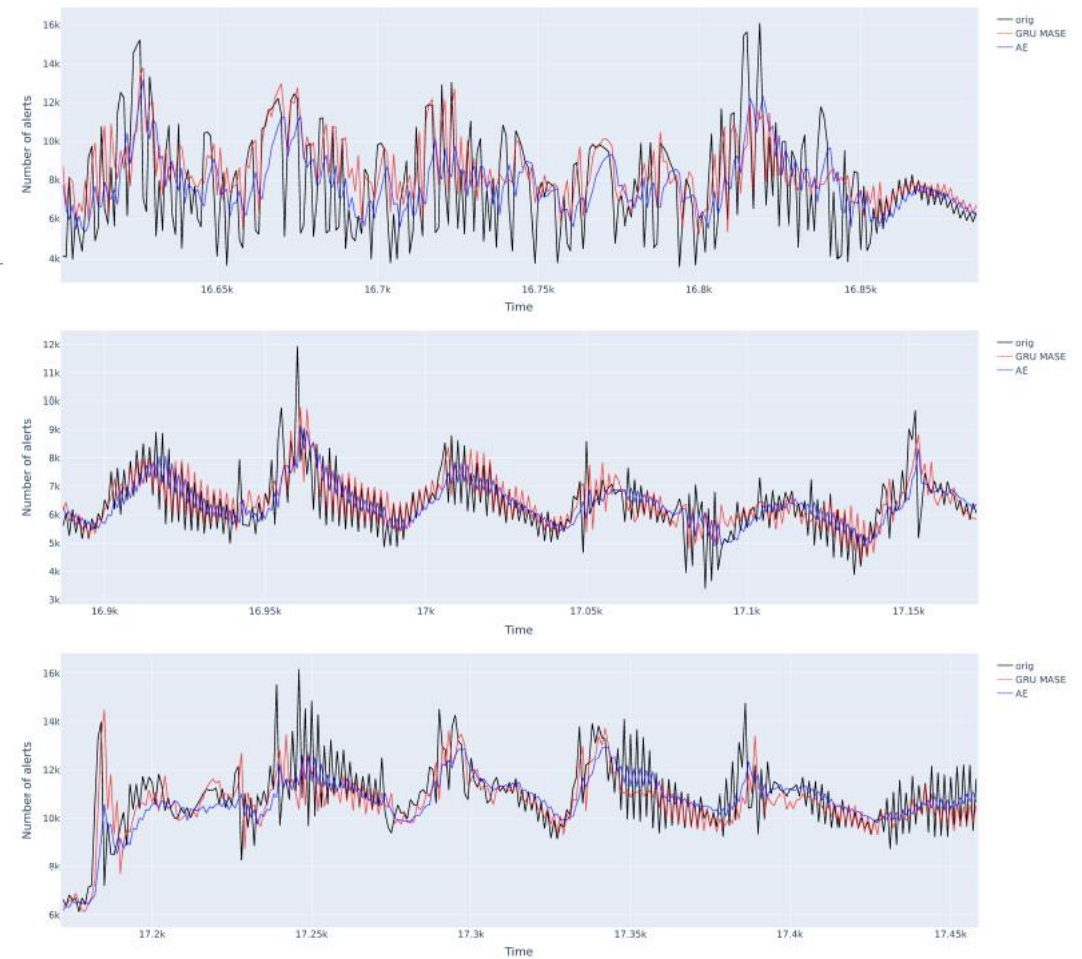 16k
14k
12k
10k
8k
6k
4k
Number of alerts
16.65k 16.7k 16.75k 16.8k 16.85k
Time
orig
GRU MASE
AE
12k
11k
10k
9k
8k
7k
6k
5k
4k
3k
Number of alerts
16.9k 16.95k 17k 17.05k 17.1k 17.15k
Time
orig
GRU MASE
AE
16k
14k
12k
10k
8k
6k
Number of alerts
17.2k 17.25k 17.3k 17.35k 17.4k 17.45k
Time
orig
GRU MASE
AE